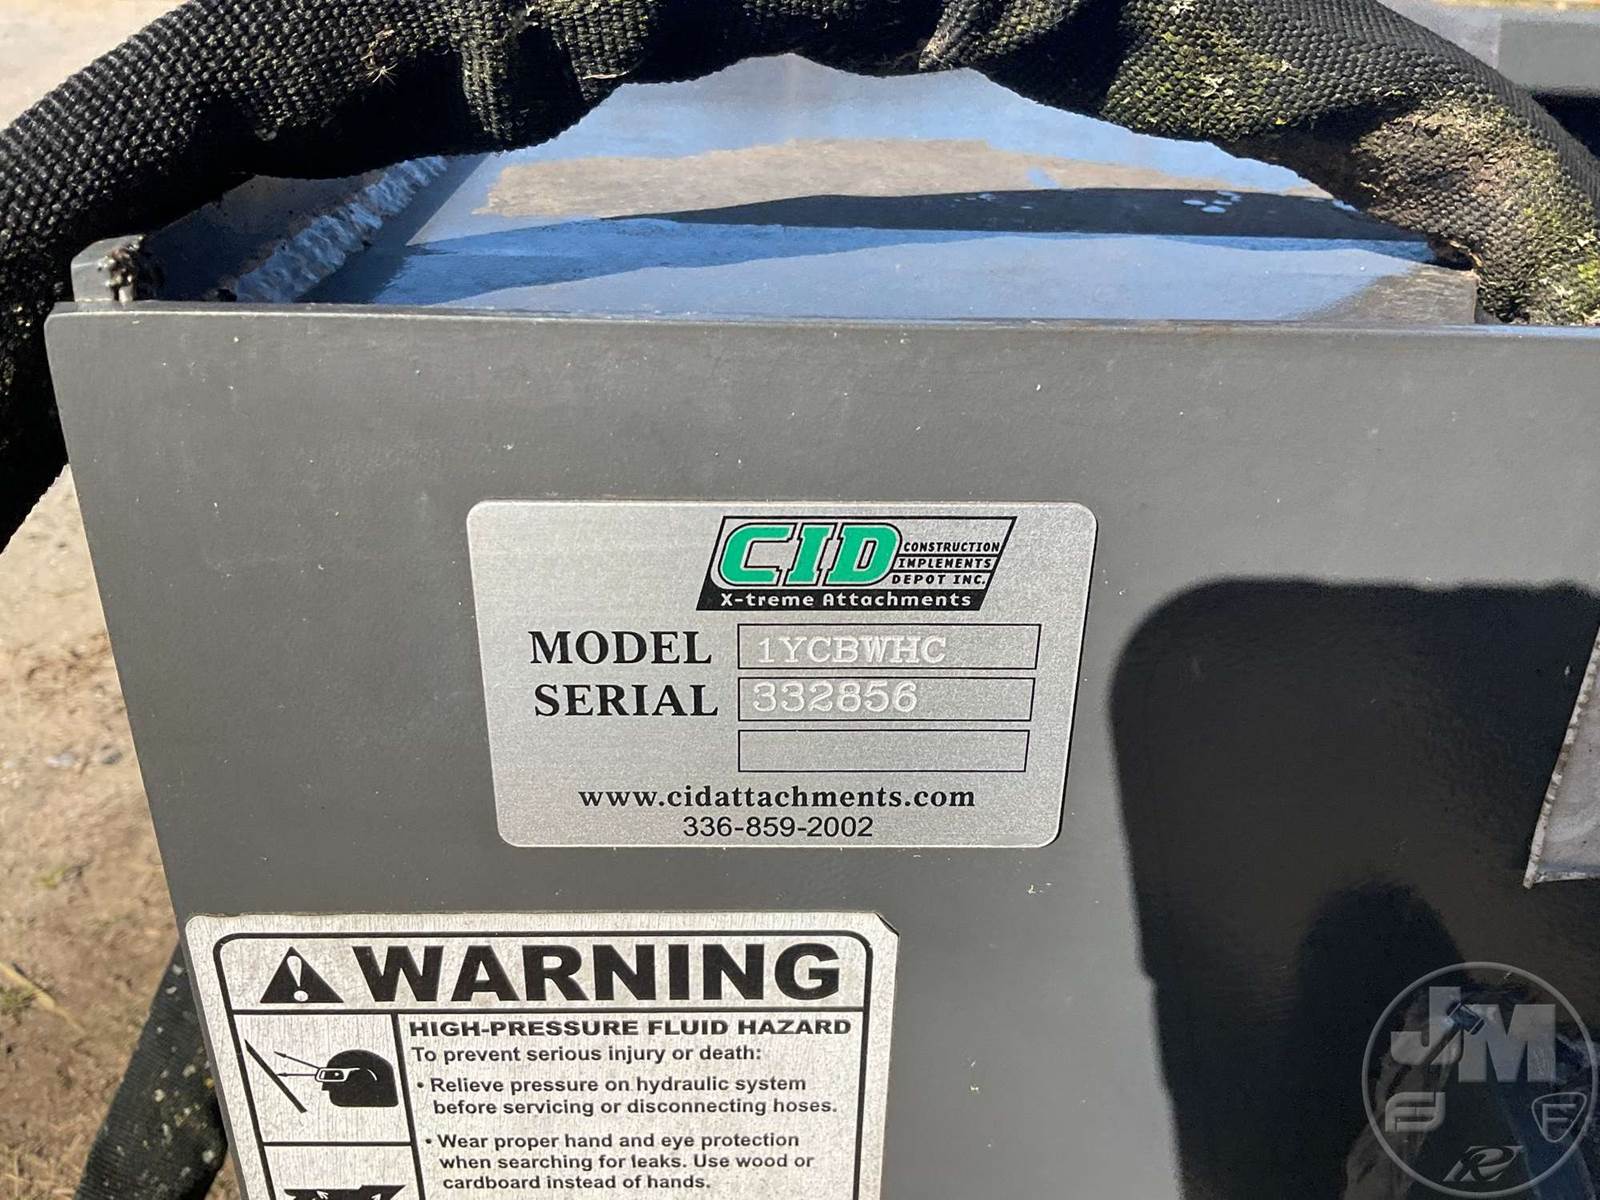 CID
CONSTRUCTION
IMPLEMENTS
DEPOT INC.
X-treme Attachments
MODEL 1YCBWHC
SERIAL 332856
www.cidattachments.com
336-859-2002
WARNING
HIGH-PRESSURE FLUID HAZARD
To prevent serious injury or death:
• Relieve pressure on hydraulic system
before servicing or disconnecting hoses.
• Wear proper hand and eye protection
when searching for leaks. Use wood or
cardboard instead of hands.
JM